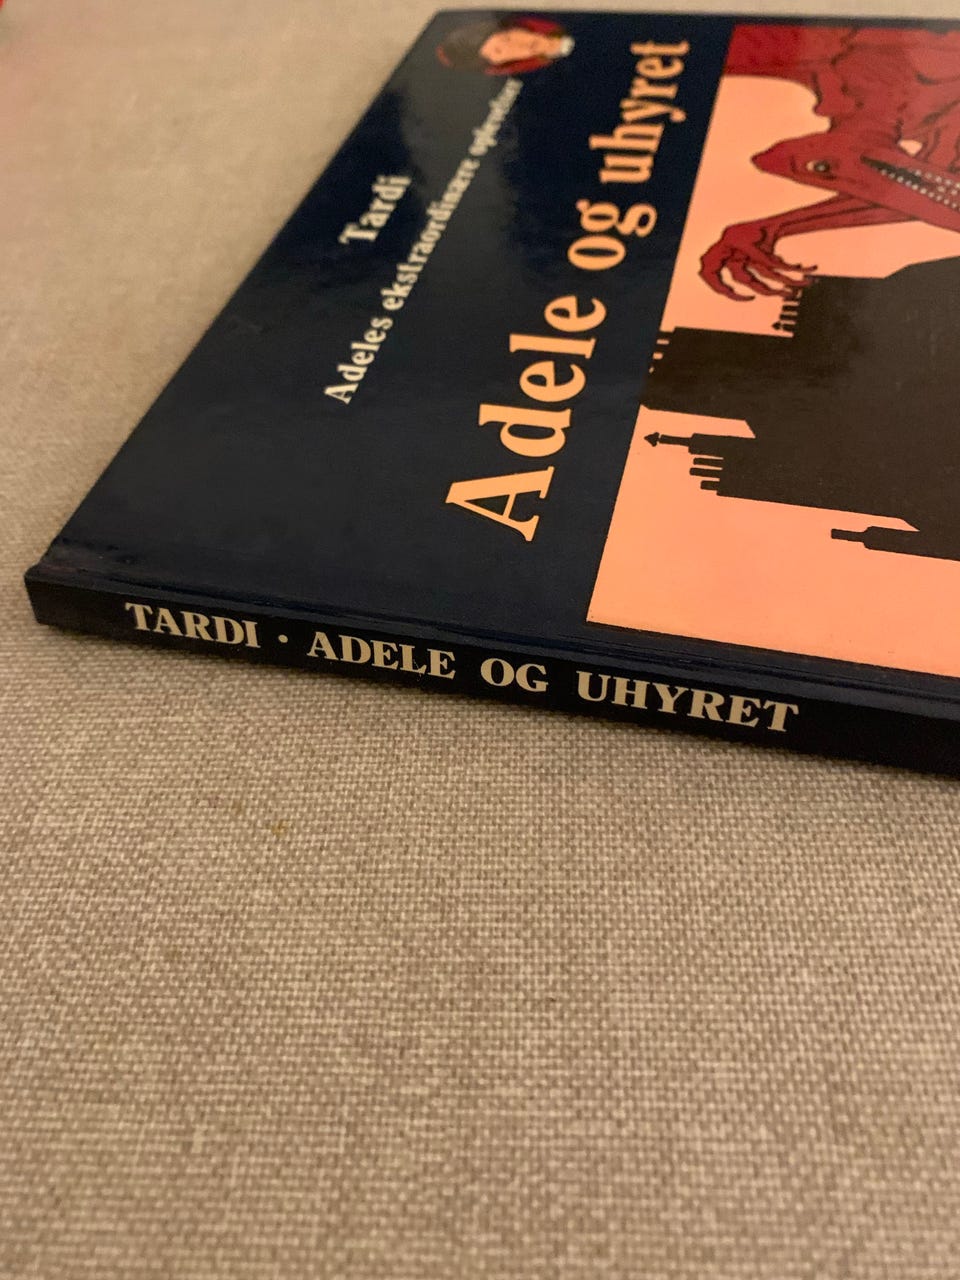 Tardi
Adeles ekstraordinære oplevelser
Adele og uhyret
TARDI · ADELE OG UHYRET